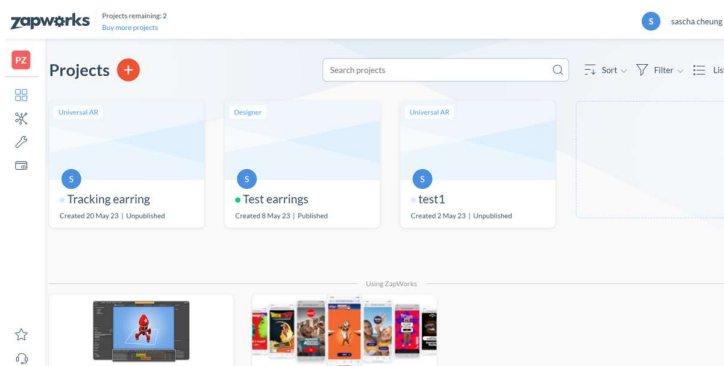 zapworks
Projects remaining: 2
Buy more projects
S
sascha cheung
PZ
Projects +
Search projects
Sort
Filter
Lis
Universal AR
Designer
Universal AR
S
S
S
Tracking earring
Test earrings
test1
Created 20 May 23 | Unpublished
Created 8 May 23 | Published
Created 2 May 23 | Unpublished
Using ZapWorks